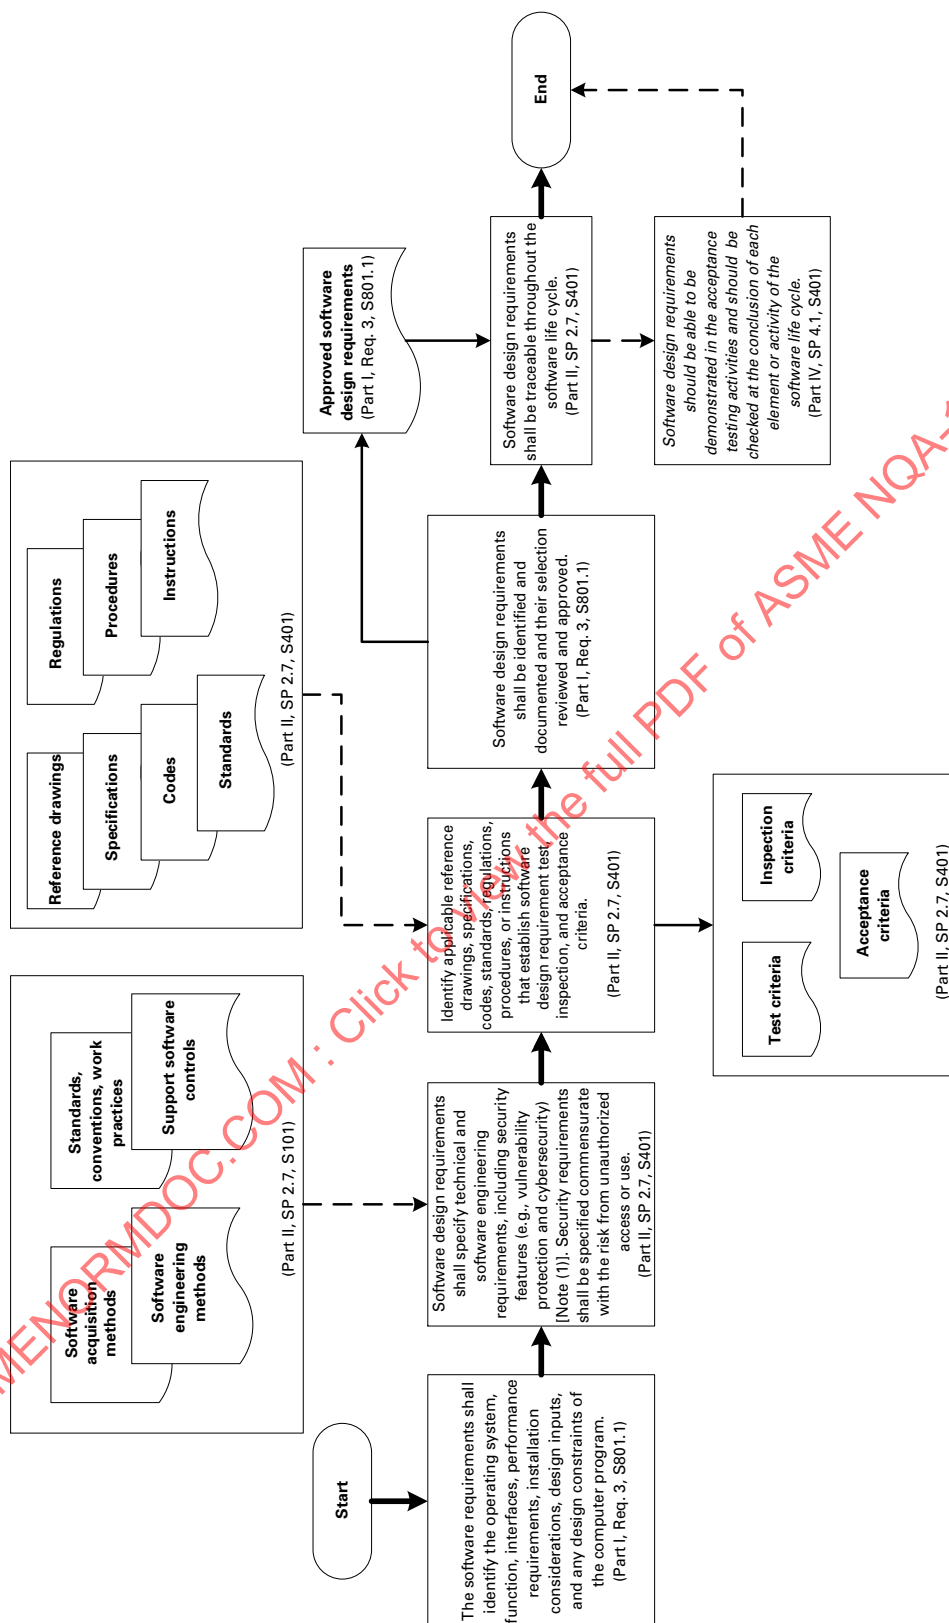 Start
The software requirements shall
identify the operating system,
function, interfaces, performance
requirements, installation
considerations, design inputs,
and any design constraints of
the computer program.
(Part I, Req. 3, S801.1)
Software
acquisition
methods
Software
engineering
methods
Standards,
conventions, work
practices
Support software
controls
(Part II, SP 2.7, S101)
Software design requirements
shall specify technical and
software engineering
requirements, including security
features (e.g., vulnerability
protection and cybersecurity)
[Note (1)]. Security requirements
shall be specified commensurate
with the risk from unauthorized
access or use.
(Part II, SP 2.7, S401)
Reference drawings
Specifications
Codes
Standards
Regulations
Procedures
Instructions
(Part II, SP 2.7, S401)
Identify applicable reference
drawings, specifications,
codes, standards, regulations,
procedures, or instructions
that establish software
design requirement test,
inspection, and acceptance
criteria.
(Part II, SP 2.7, S401)
Test criteria
Inspection
criteria
Acceptance
criteria
(Part II, SP 2.7, S401)
Software design requirements
shall be identified and
documented and their selection
reviewed and approved.
(Part I, Req. 3, S801.1)
Approved software
design requirements
(Part I, Req. 3, S801.1)
Software design requirements
shall be traceable throughout the
software life cycle.
(Part II, SP 2.7, S401)
Software design requirements
should be able to be
demonstrated in the acceptance
testing activities and should be
checked at the conclusion of each
element or activity of the
software life cycle.
(Part IV, SP 4.1, S401)
End
MENORMDOC.COM : Click to view the full PDF of ASME NQA-